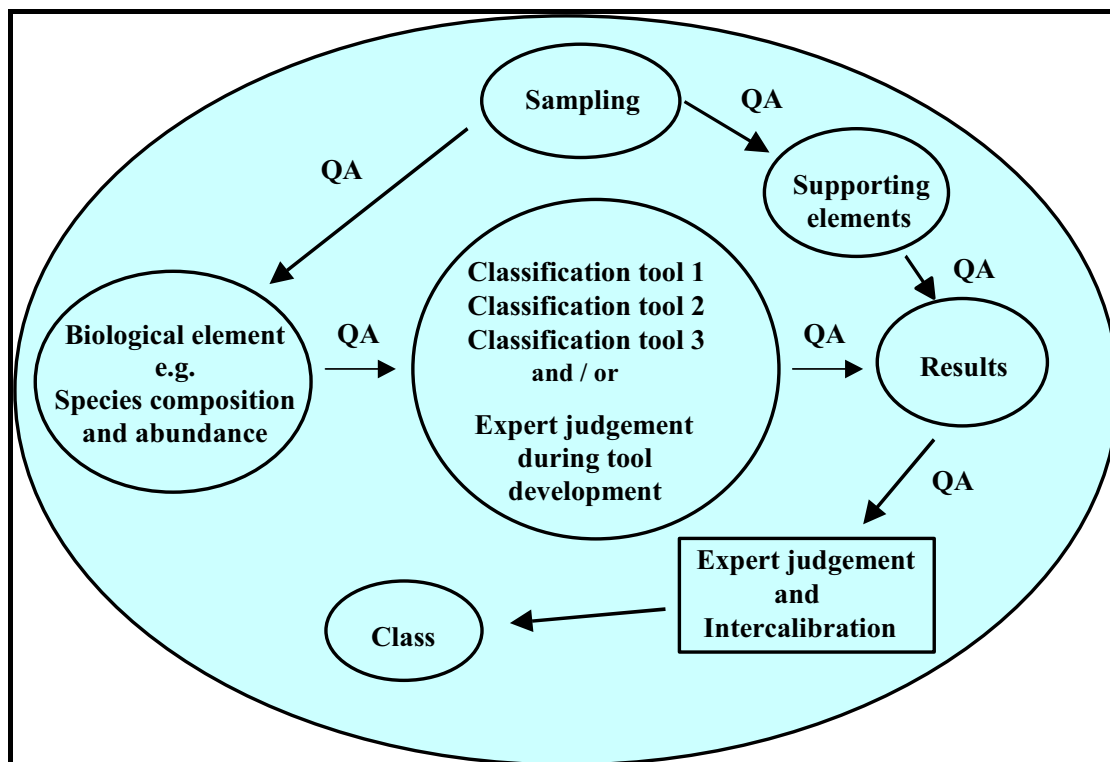 Sampling
QA
QA
Supporting
elements
Classification tool 1
Classification tool 2
Classification tool 3
and / or
Expert judgement
during tool
development
QA
Biological element
e.g.
Species composition
and abundance
QA
QA
Results
QA
Expert judgement
and
Intercalibration
Class